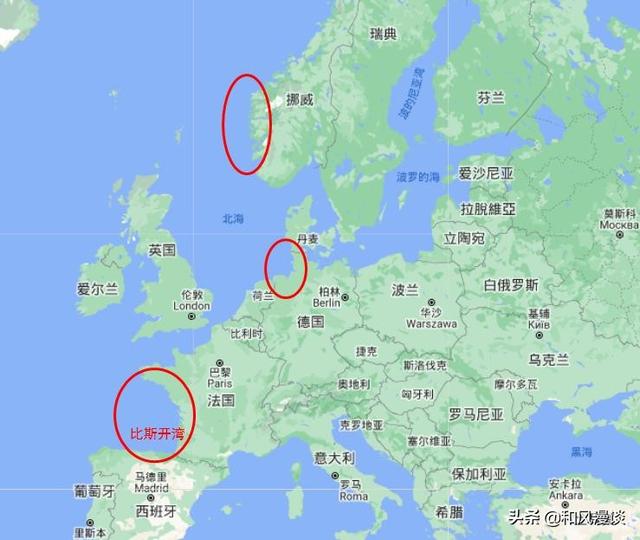 瑞典
波的尼亚湾
挪威
芬兰
爱沙尼亚
波罗的海
拉脫維亞
莫斯科
Москва
北海
丹麦
立陶宛
英国
爱尔兰
伦敦
London
荷兰
柏林
Berlin
波兰
白俄罗斯
华沙
Warszawa
基辅
Київ
德国
比利时
捷克
乌克兰
巴黎
Paris
斯洛伐克
法国
奥地利
匈牙利
摩尔多瓦
罗马尼亚
比斯开湾
克罗地亚
塞尔维亚
黑海
意大利
保加利亚
马德里
Madrid
罗马
Roma
安卡拉
Ankara
葡萄牙
西班牙
希腊
里斯本
头条 @和风漫谈